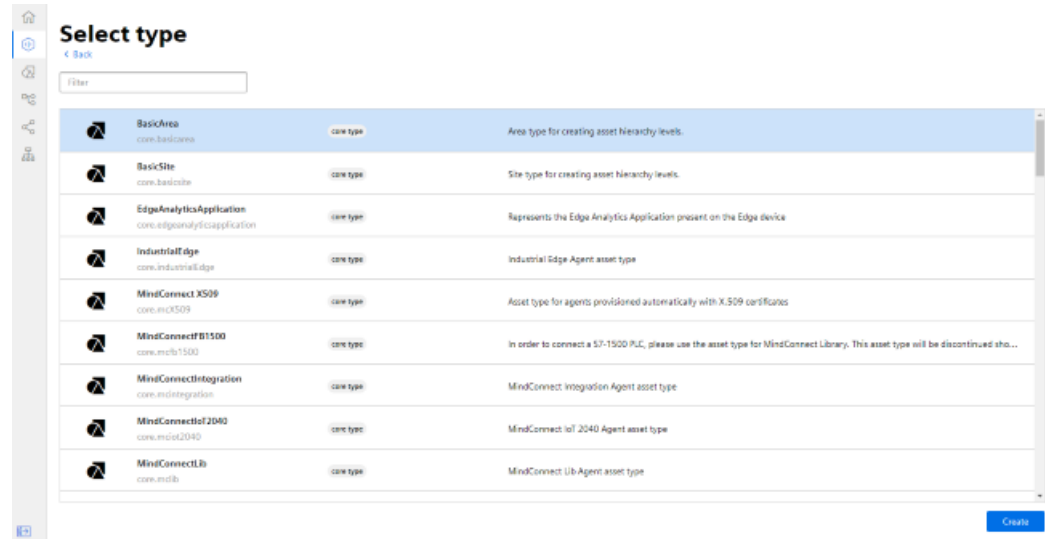 Select type
< Back
Filter
BasicArea
core.basicarea
core type
Area type for creating asset hierarchy levels.
BasicSite
core.basicsite
core type
Site type for creating asset hierarchy levels.
EdgeAnalyticsApplication
core.edgeanalyticsapplication
core type
Represents the Edge Analytics Application present on the Edge device
IndustrialEdge
core.industrialEdge
core type
Industrial Edge Agent asset type
MindConnect X509
core.mcX509
core type
Asset type for agents provisioned automatically with X.509 certificates
MindConnectFB1500
core.mcfb1500
core type
In order to connect a S7-1500 PLC, please use the asset type for MindConnect Library. This asset type will be discontinued sho...
MindConnectIntegration
core.mcintegration
core type
MindConnect Integration Agent asset type
MindConnectIoT2040
core.mciot2040
core type
MindConnect IoT 2040 Agent asset type
MindConnectLib
core.mclib
core type
MindConnect Lib Agent asset type
Create